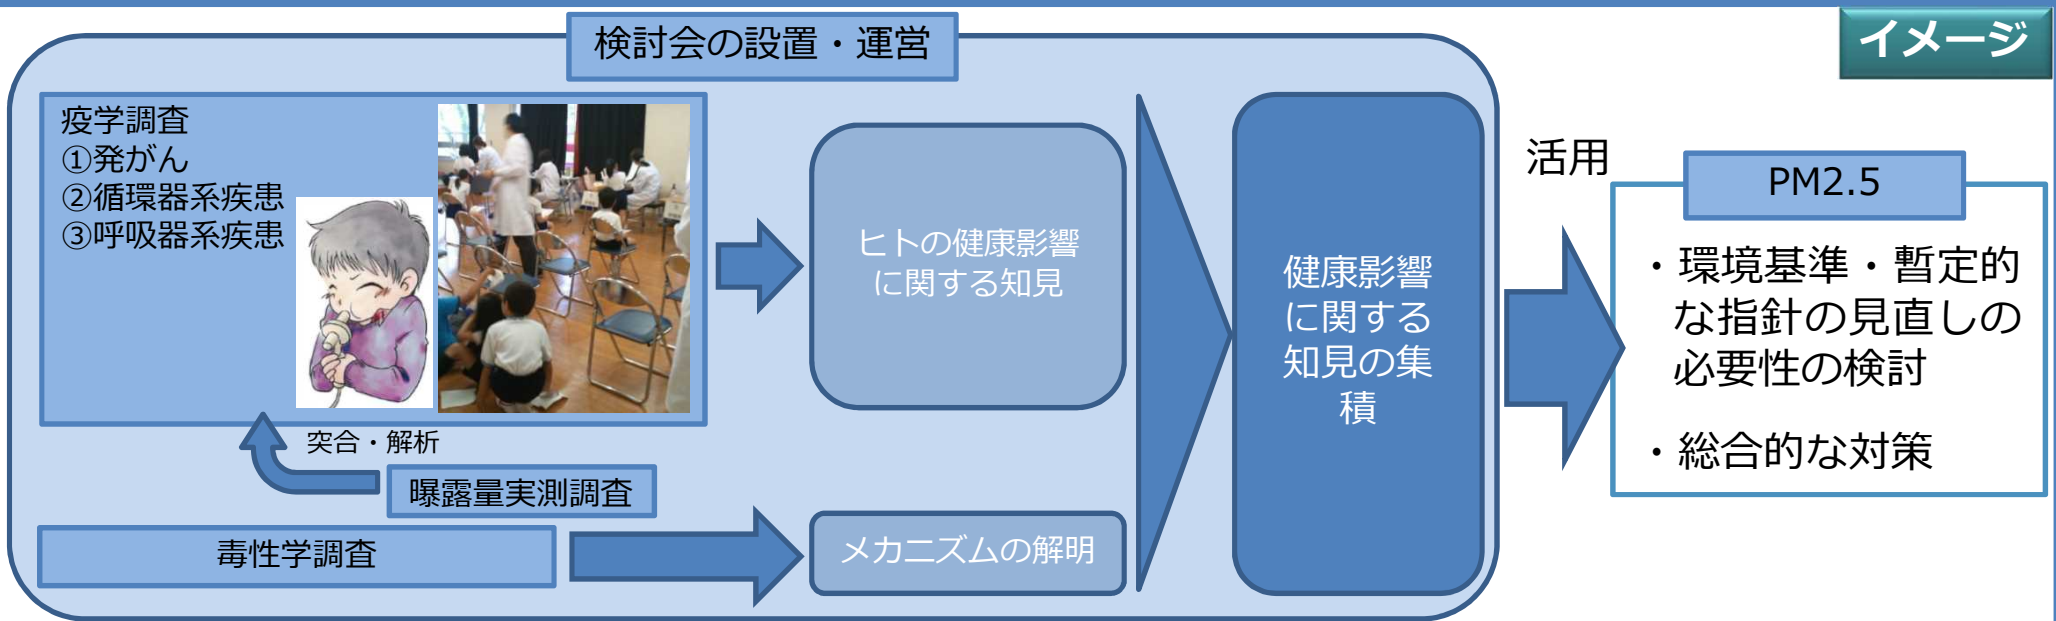 検討会の設置・運営
イメージ
疫学調査
①発がん
②循環器系疾患
③呼吸器系疾患
突合・解析
曝露量実測調査
毒性学調査
ヒトの健康影響
に関する知見
メカニズムの解明
健康影響
に関する
知見の集
積
活用
PM2.5
・環境基準・暫定的
な指針の見直しの
必要性の検討
・総合的な対策